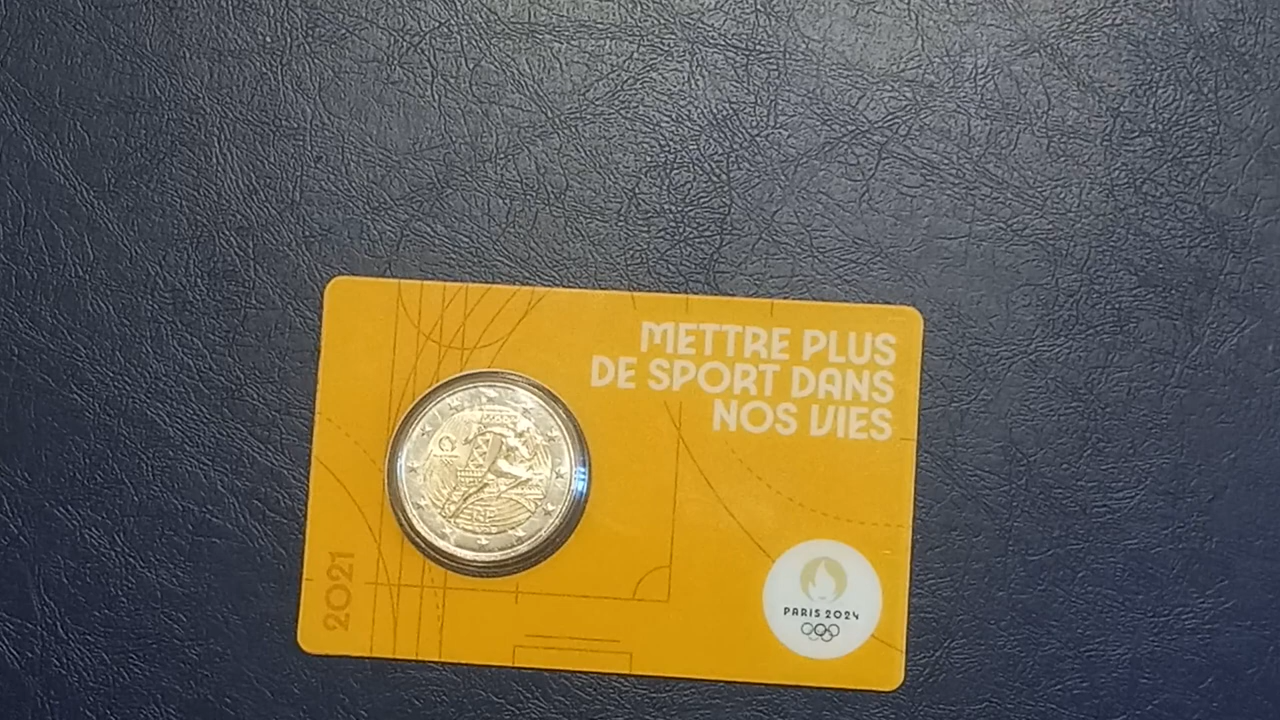 METTRE PLUS
DE SPORT DANS
NOS VIES
2021
PARIS 2024